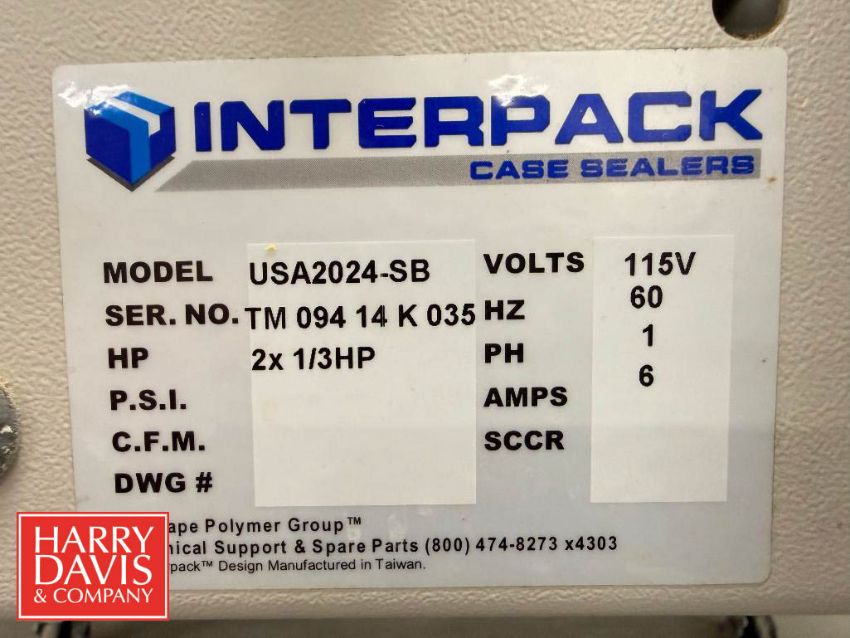 INTERPACK
CASE SEALERS
MODEL USA2024-SB VOLTS 115V
SER. NO. TM 094 14 K 035 HZ 60
HP 2x 1/3HP PH 1
P.S.I. AMPS 6
C.F.M. SCCR
DWG #
ape Polymer Group™
nical Support & Spare Parts (800) 474-8273 x4303
rpack™ Design Manufactured in Taiwan.
HARRY
DAVIS
& COMPANY